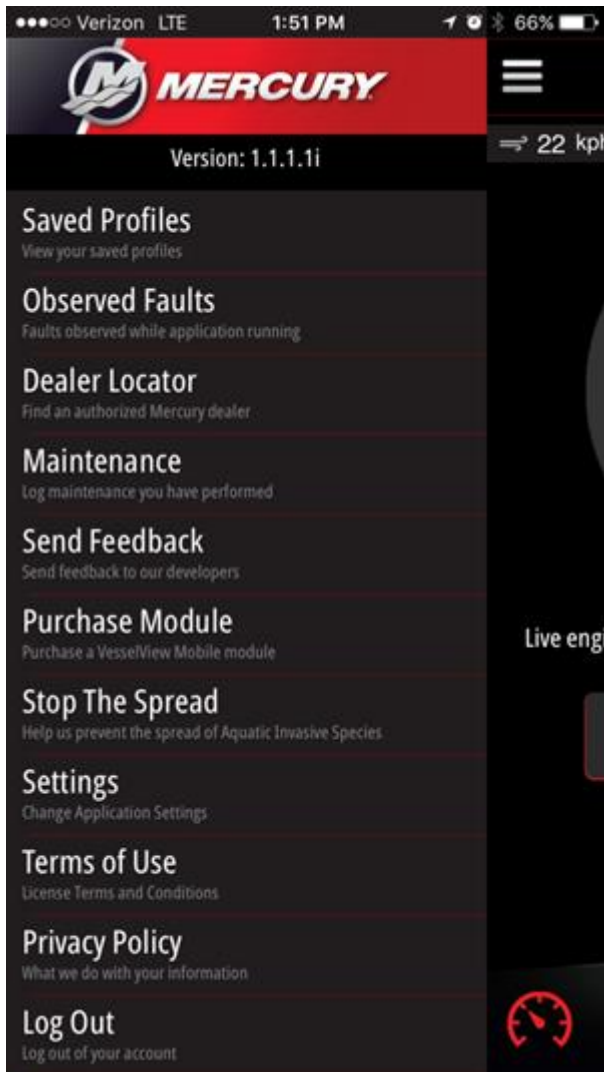 Verizon LTE 1:51 PM 66%
MERCURY
Version: 1.1.1.1i
22 kph
Saved Profiles
View your saved profiles
Observed Faults
Faults observed while application running
Dealer Locator
Find an authorized Mercury dealer
Maintenance
Log maintenance you have performed
Send Feedback
Send feedback to our developers
Purchase Module
Purchase a VesselView Mobile module
Live engi
Stop The Spread
Help us prevent the spread of Aquatic Invasive Species
Settings
Change Application Settings
Terms of Use
License Terms and Conditions
Privacy Policy
What we do with your information
Log Out
Log out of your account